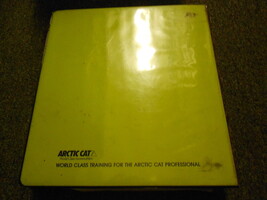 ARCTIC CAT
WORLD CLASS TRAINING FOR THE ARCTIC CAT PROFESSIONAL